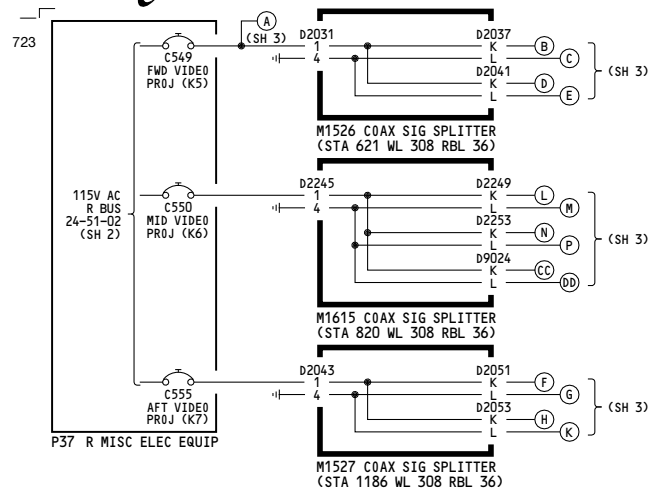 723
A
(SH 3)
C549
FWD VIDEO
PROJ (K5)
D2031
1
4
D2037
K
L
D2041
K
L
B
C
D
E
(SH 3)
M1526 COAX SIG SPLITTER
(STA 621 WL 308 RBL 36)
115V AC
R BUS
24-51-02
(SH 2)
C550
MID VIDEO
PROJ (K6)
D2245
1
4
D2249
K
L
D2253
K
L
D9024
K
L
L
M
N
P
CC
DD
(SH 3)
M1615 COAX SIG SPLITTER
(STA 820 WL 308 RBL 36)
C555
AFT VIDEO
PROJ (K7)
D2043
1
4
D2051
K
L
D2053
K
L
F
G
H
K
(SH 3)
P37 R MISC ELEC EQUIP
M1527 COAX SIG SPLITTER
(STA 1186 WL 308 RBL 36)